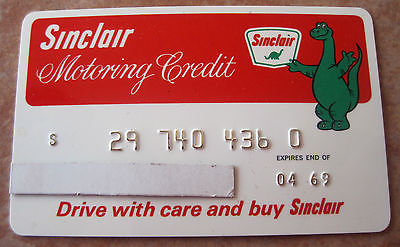 Sinclair
Motoring Credit
Sinclair
S 29 740 436 0
EXPIRES END OF
04 69
Drive with care and buy Sinclair